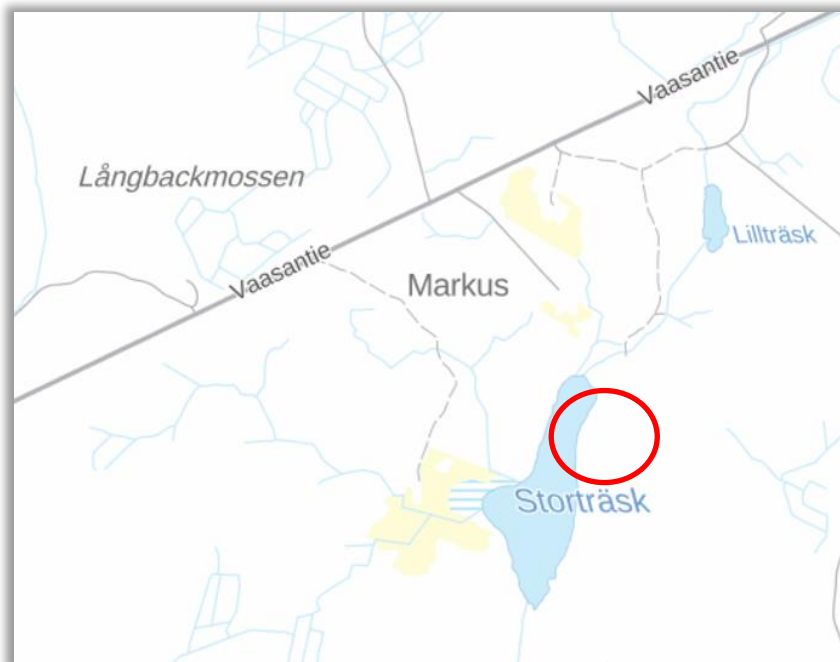 Vaasantie
Långbackmossen
Lillträsk
Vaasantie
Markus
Storträsk